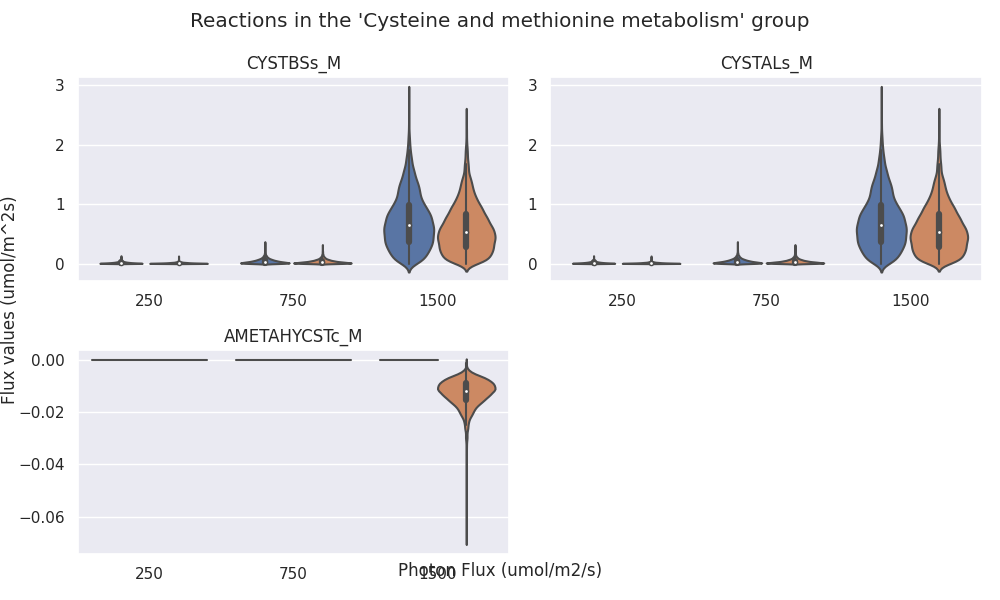 Reactions in the 'Cysteine and methionine metabolism' group
CYSTBSs_M
CYSTALs_M
3
2
1
0
250 750 1500
3
2
1
0
250 750 1500
AMETAHYCSTc_M
0.00
−0.02
−0.04
−0.06
250 750 1500
Flux values (umol/m^2s)
Photon Flux (umol/m2/s)